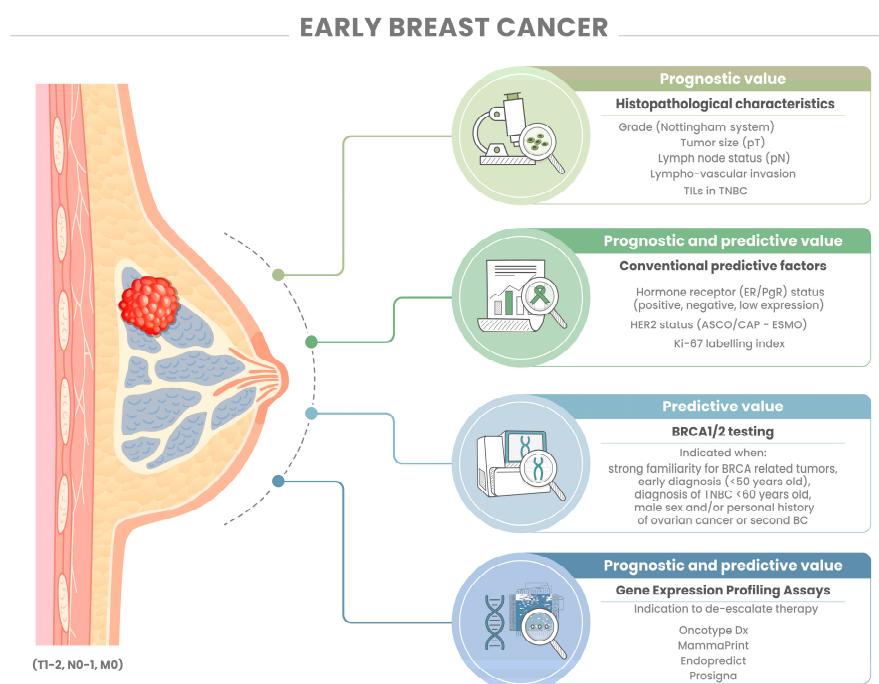 EARLY BREAST CANCER
Prognostic value
Histopathological characteristics
Grade (Nottingham system)
Tumor size (pT)
Lymph node status (pN)
Lympho-vascular invasion
TILs in TNBC
Prognostic and predictive value
Conventional predictive factors
Hormone receptor (ER/PgR) status
(positive, negative, low expression)
HER2 status (ASCO/CAP - ESMO)
Ki-67 labelling index
Predictive value
BRCA1/2 testing
Indicated when:
strong familiarity for BRCA related tumors,
early diagnosis (<50 years old),
diagnosis of TNBC <60 years old,
male sex and/or personal history
of ovarian cancer or second BC
Prognostic and predictive value
Gene Expression Profiling Assays
Indication to de-escalate therapy
Oncotype Dx
MammaPrint
Endopredict
Prosigna
(T1-2, N0-1, M0)